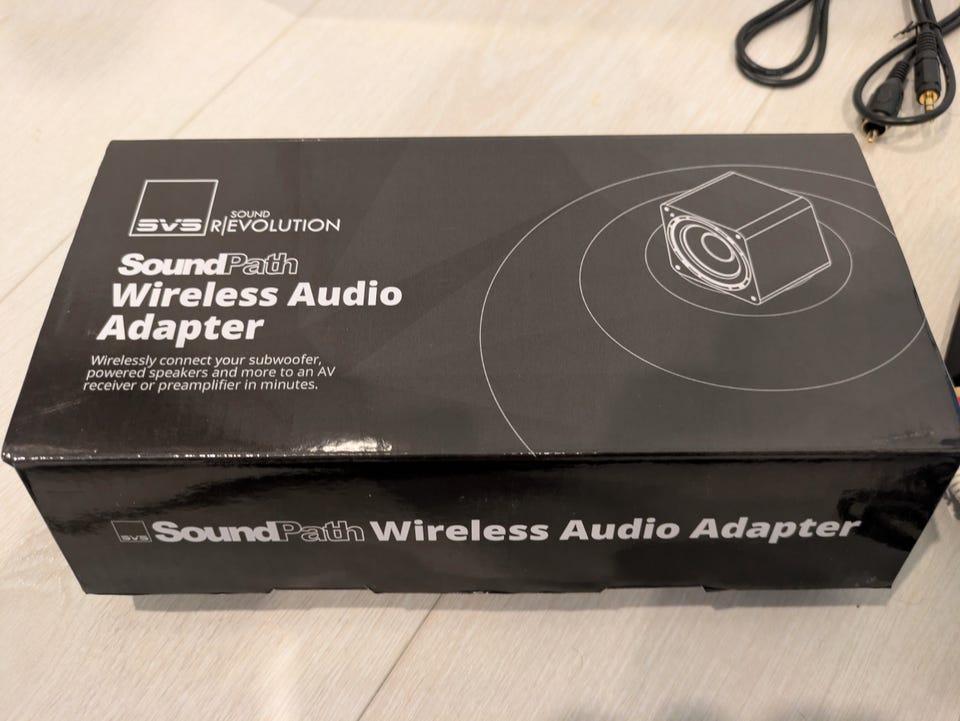 SVS SOUND
R|EVOLUTION
SoundPath
Wireless Audio
Adapter
Wirelessly connect your subwoofer,
powered speakers and more to an AV
receiver or preamplifier in minutes.
SVS SoundPath Wireless Audio Adapter